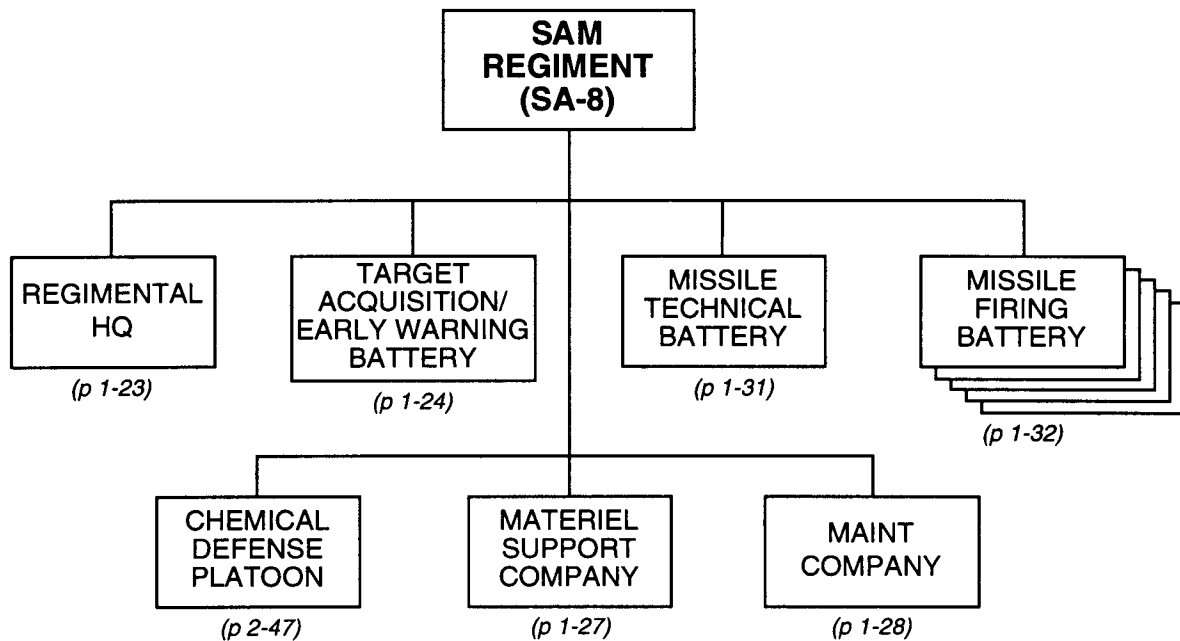 SAM
REGIMENT
(SA-8)
REGIMENTAL
HQ
(p 1-23)
TARGET
ACQUISITION/
EARLY WARNING
BATTERY
(p 1-24)
MISSILE
TECHNICAL
BATTERY
(p 1-31)
MISSILE
FIRING
BATTERY
(p 1-32)
CHEMICAL
DEFENSE
PLATOON
(p 2-47)
MATERIEL
SUPPORT
COMPANY
(p 1-27)
MAINT
COMPANY
(p 1-28)